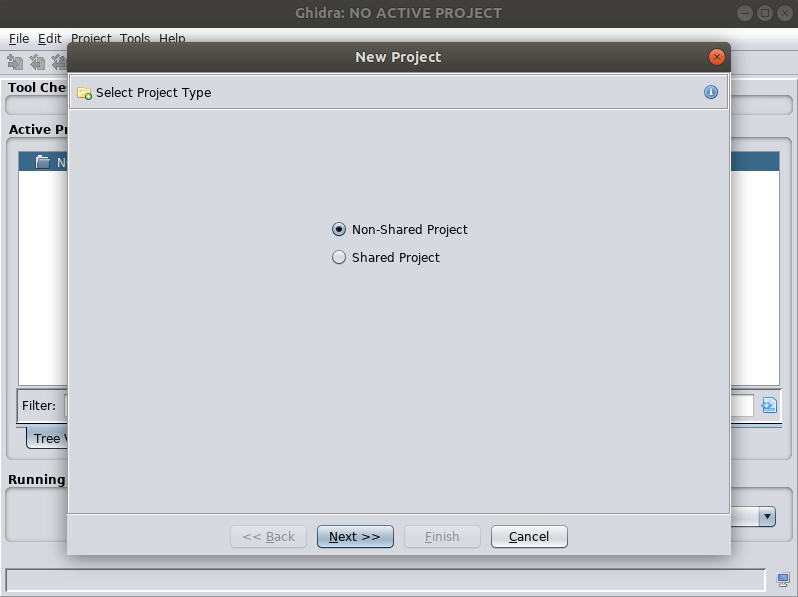 Ghidra: NO ACTIVE PROJECT
File Edit Project Tools Help
New Project
Select Project Type
Tool Che
Active P
Non-Shared Project
Shared Project
Filter:
Tree
Running
<< Back Next >> Finish Cancel